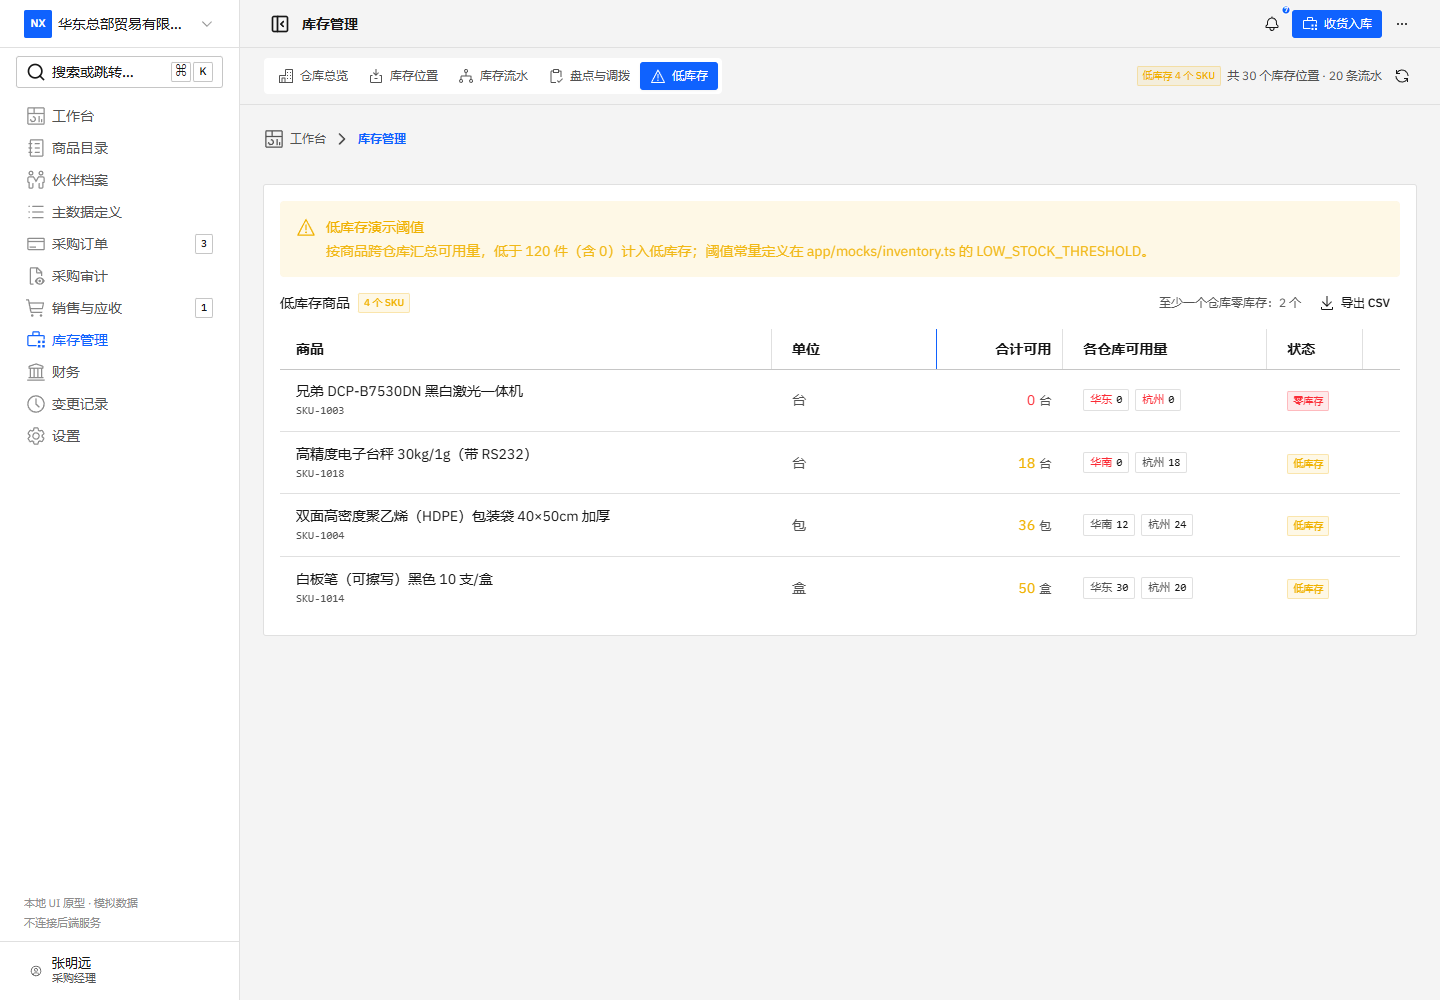 NX 华东总部贸易有限...
搜索或跳转... ⌘ K
工作台
商品目录
伙伴档案
主数据定义
采购订单 3
采购审计
销售与应收 1
库存管理
财务
变更记录
设置
本地 UI 原型 · 模拟数据
不连接后端服务
张明远
采购经理
库存管理
7 收货入库
仓库总览 库存位置 库存流水 盘点与调拨 低库存
低库存 4 个 SKU 共 30 个库存位置 · 20 条流水
工作台 库存管理
低库存演示阈值
按商品跨仓库汇总可用量，低于 120 件（含 0）计入低库存；阈值常量定义在 app/mocks/inventory.ts 的 LOW_STOCK_THRESHOLD。
低库存商品 4 个 SKU 至少一个仓库零库存：2 个 导出 CSV
商品 单位 合计可用 各仓库可用量 状态
兄弟 DCP-B7530DN 黑白激光一体机
SKU-1003
台 0 台 华东 0 杭州 0 零库存
高精度电子台秤 30kg/1g（带 RS232）
SKU-1018
台 18 台 华南 0 杭州 18 低库存
双面高密度聚乙烯（HDPE）包装袋 40×50cm 加厚
SKU-1004
包 36 包 华南 12 杭州 24 低库存
白板笔（可擦写）黑色 10 支/盒
SKU-1014
盒 50 盒 华东 30 杭州 20 低库存